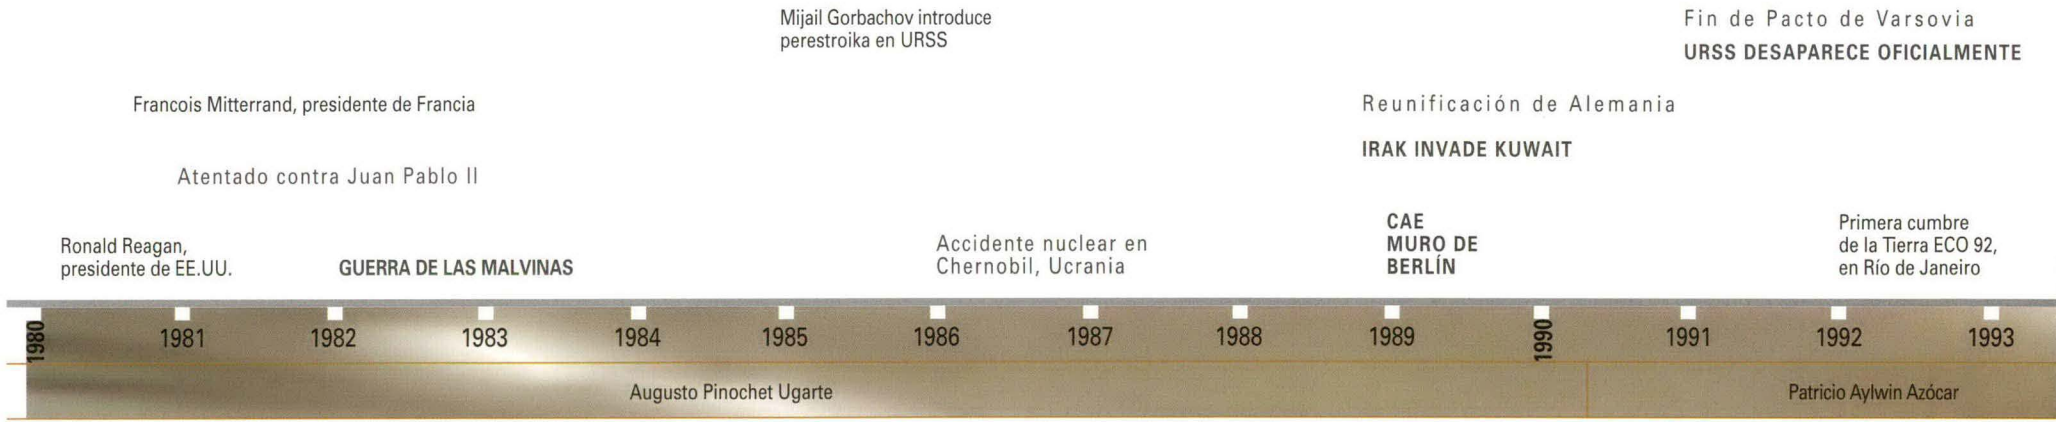 Mijail Gorbachov introduce
perestroika en URSS
Fin de Pacto de Varsovia
URSS DESAPARECE OFICIALMENTE
Francois Mitterrand, presidente de Francia
Reunificación de Alemania
IRAK INVADE KUWAIT
Atentado contra Juan Pablo II
Ronald Reagan,
presidente de EE.UU.
GUERRA DE LAS MALVINAS
Accidente nuclear en
Chernobil, Ucrania
CAE
MURO DE
BERLÍN
Primera cumbre
de la Tierra ECO 92,
en Río de Janeiro
1980 1981 1982 1983 1984 1985 1986 1987 1988 1989 1990 1991 1992 1993
Augusto Pinochet Ugarte
Patricio Aylwin Azócar